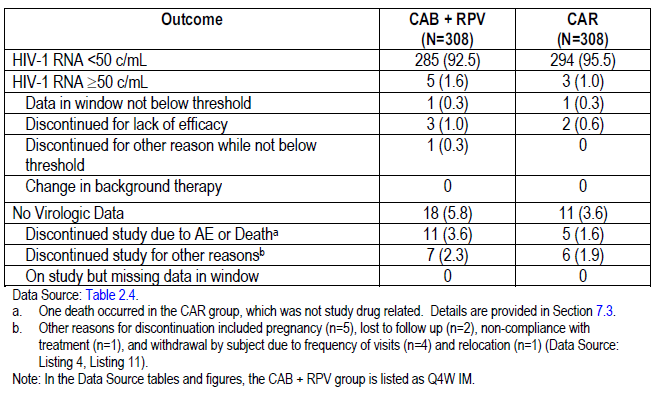 Outcome CAB + RPV (N=308) CAR (N=308)
HIV-1 RNA <50 c/mL 285 (92.5) 294 (95.5)
HIV-1 RNA ≥50 c/mL 5 (1.6) 3 (1.0)
Data in window not below threshold 1 (0.3) 1 (0.3)
Discontinued for lack of efficacy 3 (1.0) 2 (0.6)
Discontinued for other reason while not below 1 (0.3) 0
threshold
Change in background therapy 0 0
No Virologic Data 18 (5.8) 11 (3.6)
Discontinued study due to AE or Deathᵃ 11 (3.6) 5 (1.6)
Discontinued study for other reasonsᵇ 7 (2.3) 6 (1.9)
On study but missing data in window 0 0
Data Source: Table 2.4.
a. One death occurred in the CAR group, which was not study drug related. Details are provided in Section 7.3.
b. Other reasons for discontinuation included pregnancy (n=5), lost to follow up (n=2), non-compliance with
treatment (n=1), and withdrawal by subject due to frequency of visits (n=4) and relocation (n=1) (Data Source:
Listing 4, Listing 11).
Note: In the Data Source tables and figures, the CAB + RPV group is listed as Q4W IM.